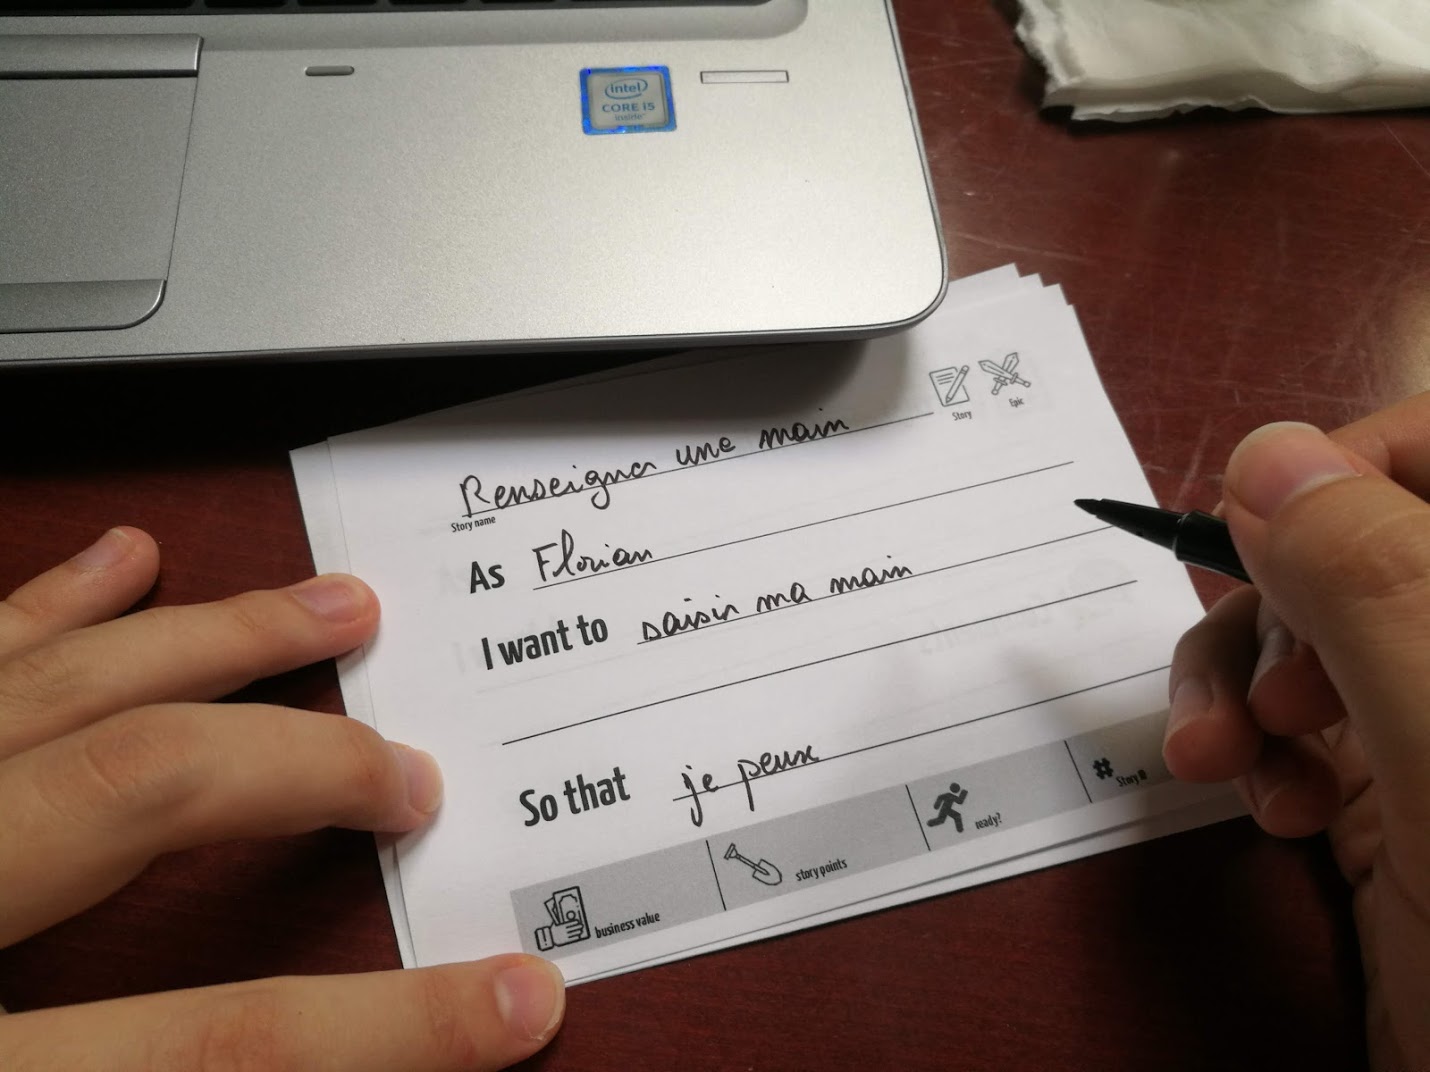 intel
CORE i5
inside™
Renseigner une main
Story name
Story
Epic
As Florian
I want to saisir ma main
So that je peux
business value
story points
ready?
# Story #